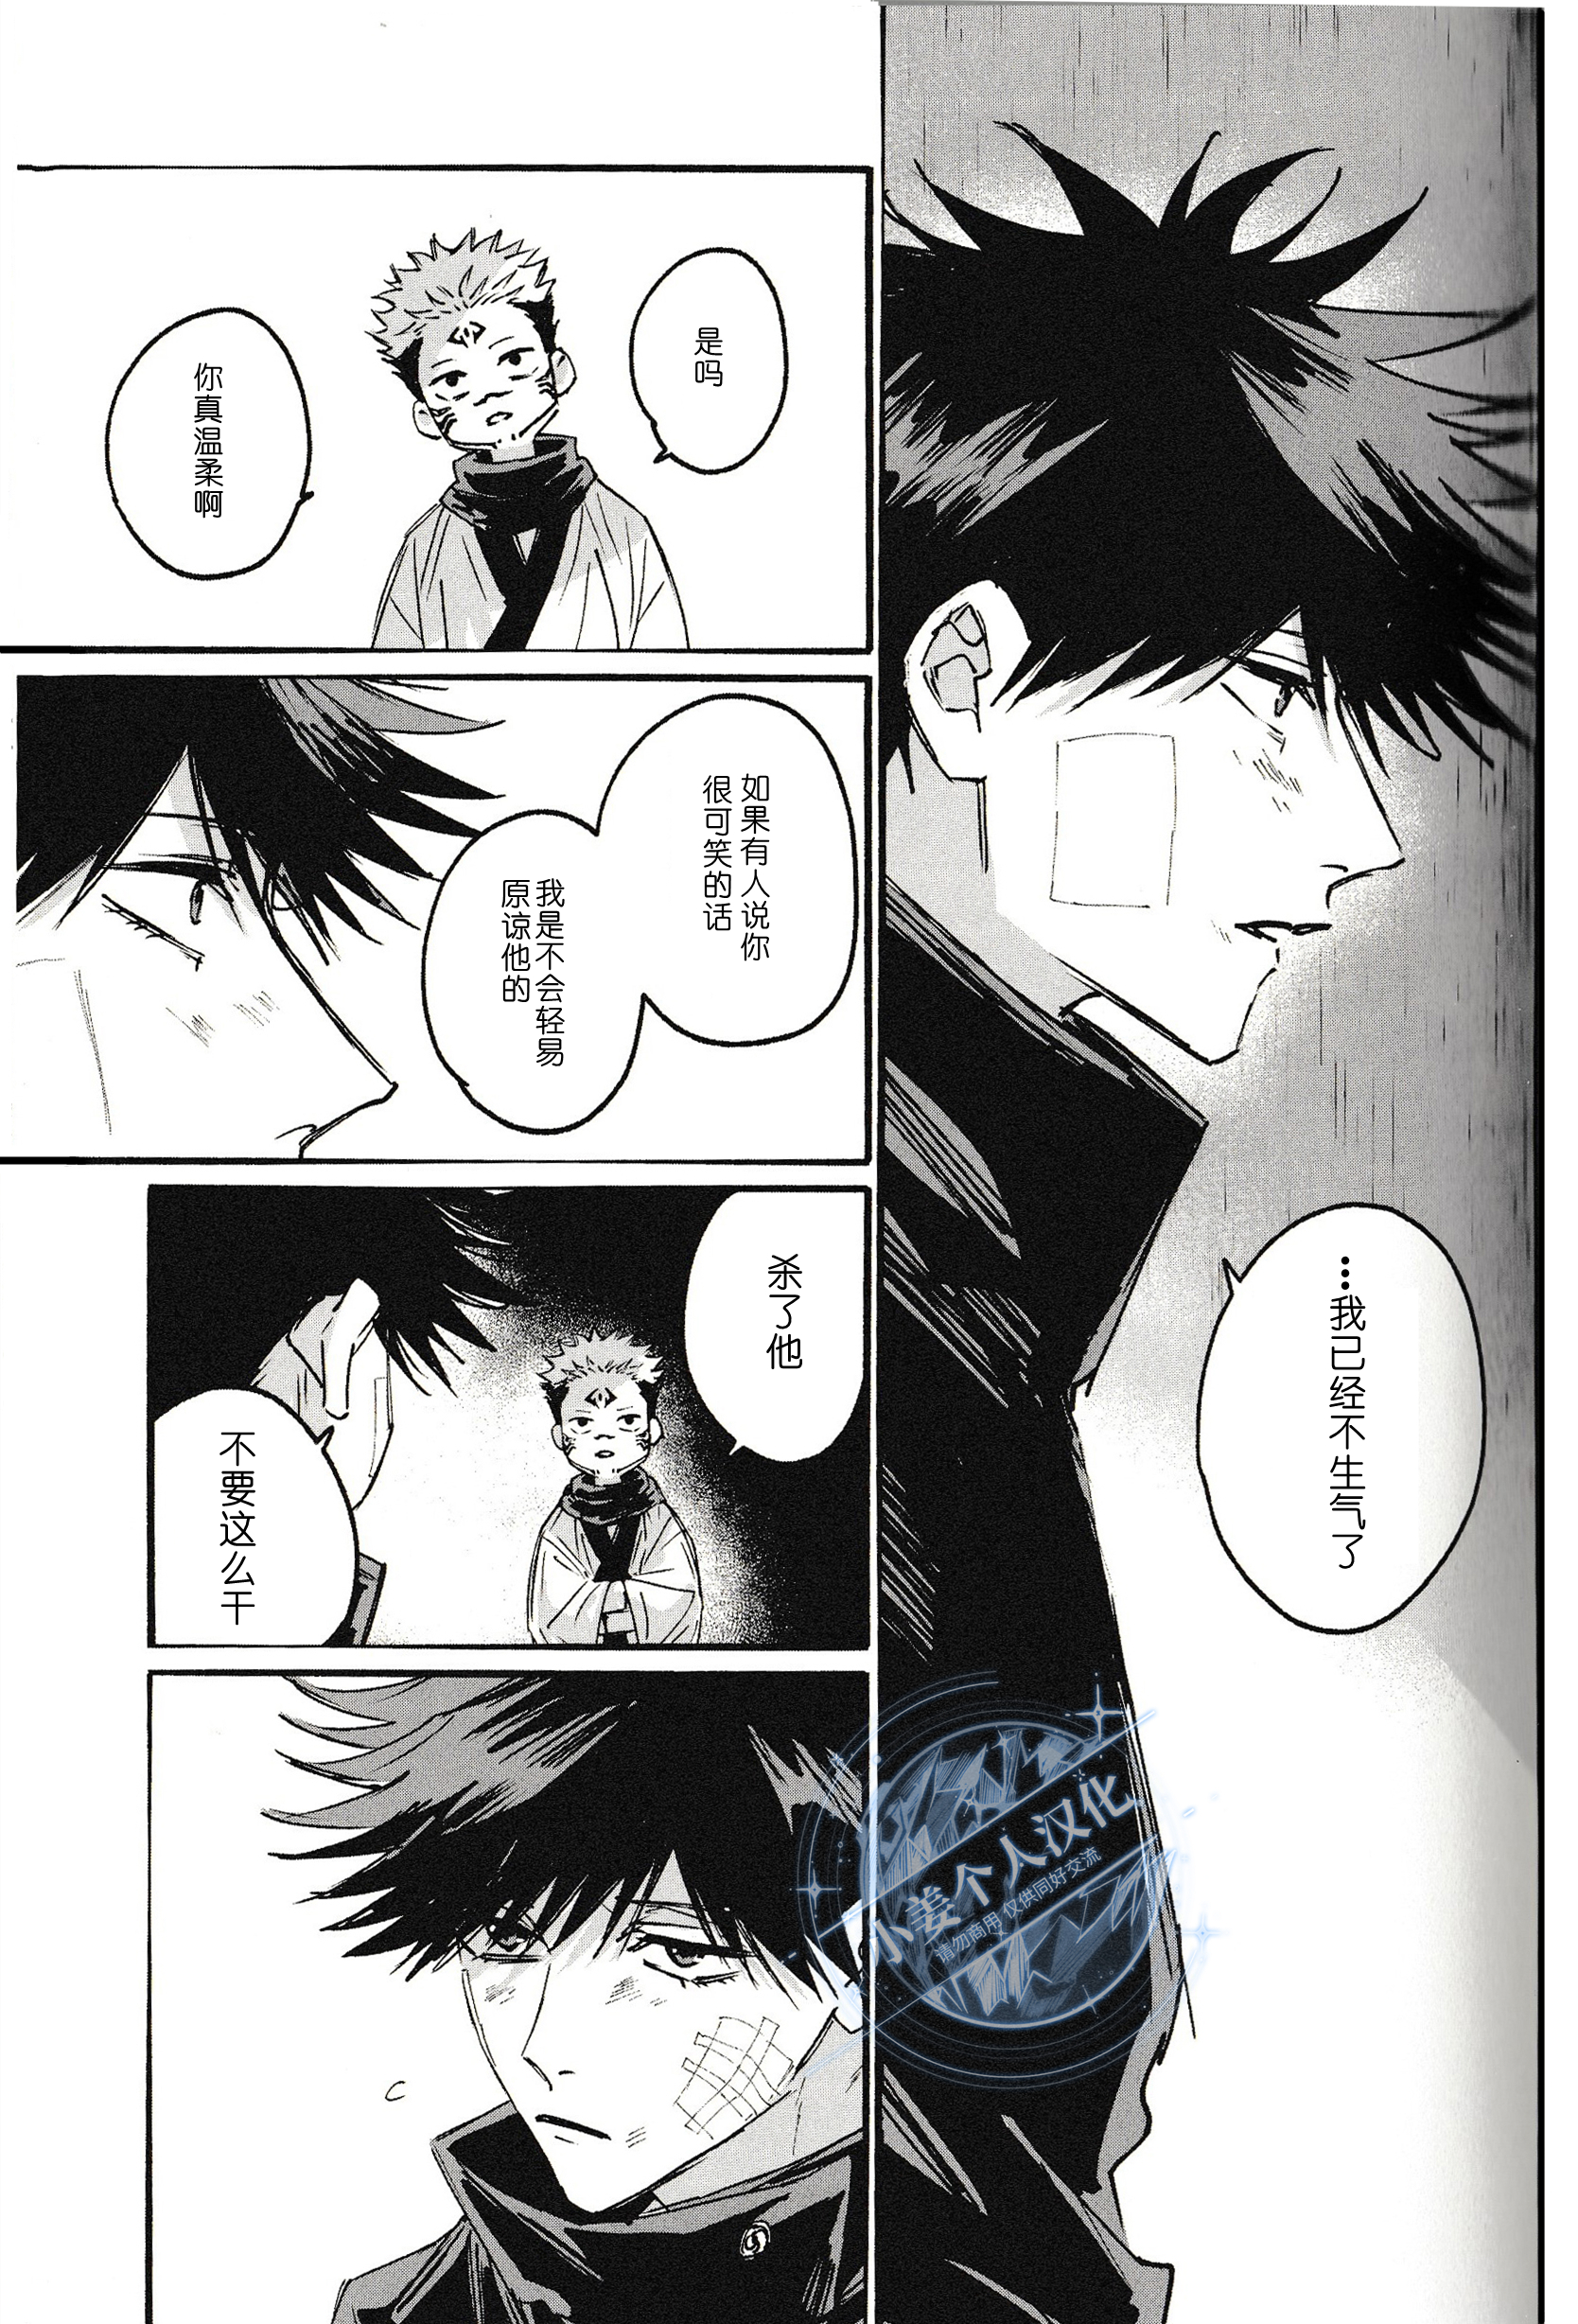 …我已经不生气了
是吗
你真温柔啊
如果有人说你
很可笑的话
我是不会轻易
原谅他的
杀了他
不要这么干
小姜个人汉化
请勿商用 仅供同好交流